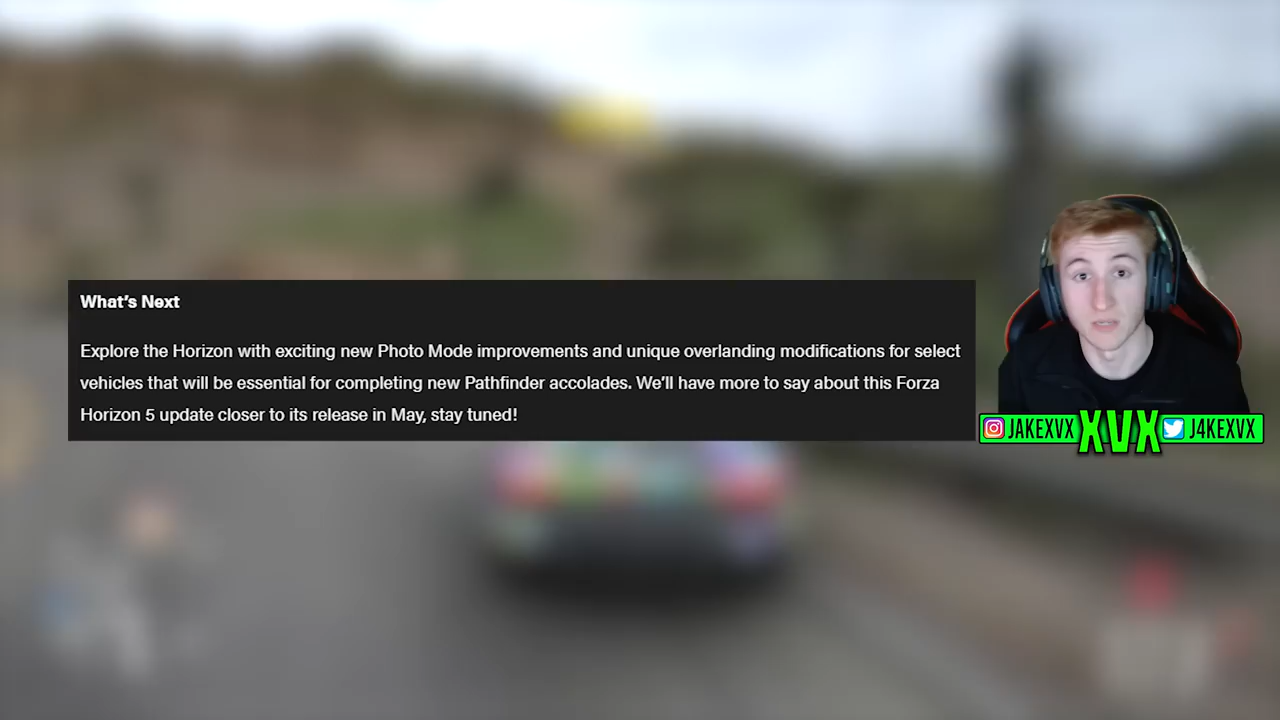 What's Next
Explore the Horizon with exciting new Photo Mode improvements and unique overlanding modifications for select
vehicles that will be essential for completing new Pathfinder accolades. We'll have more to say about this Forza
Horizon 5 update closer to its release in May, stay tuned!
JAKEXVX XVX J4KEXVX